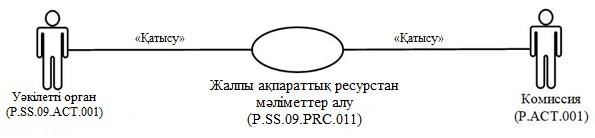 «Қатысу»
«Қатысу»
Уәкілетті орган
(P.SS.09.ACT.001)
Жалпы ақпараттық ресурстан
мәліметтер алу
(P.SS.09.PRC.011)
Комиссия
(P.ACT.001)